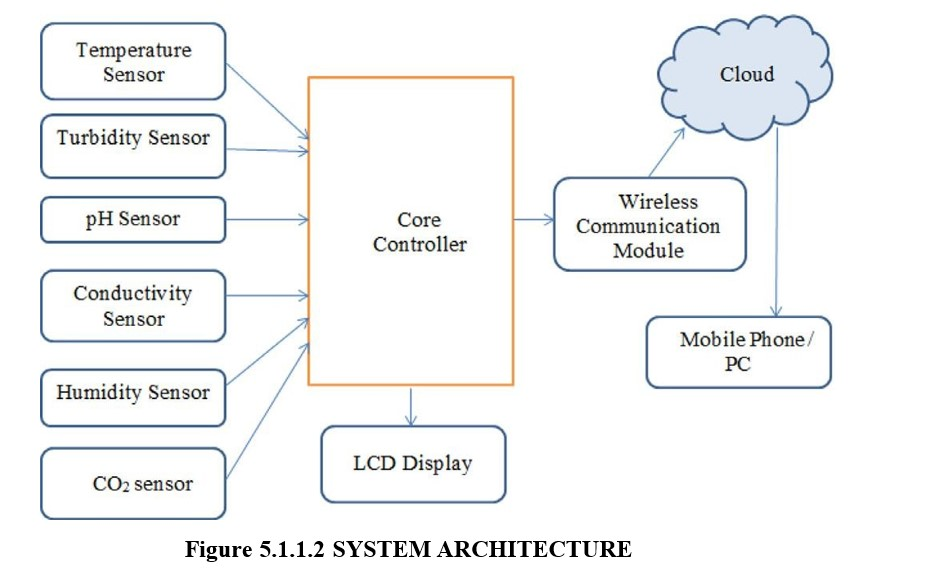 Temperature
Sensor
Turbidity Sensor
pH Sensor
Conductivity
Sensor
Humidity Sensor
CO₂ sensor
Core
Controller
LCD Display
Wireless
Communication
Module
Cloud
Mobile Phone/
PC
Figure 5.1.1.2 SYSTEM ARCHITECTURE